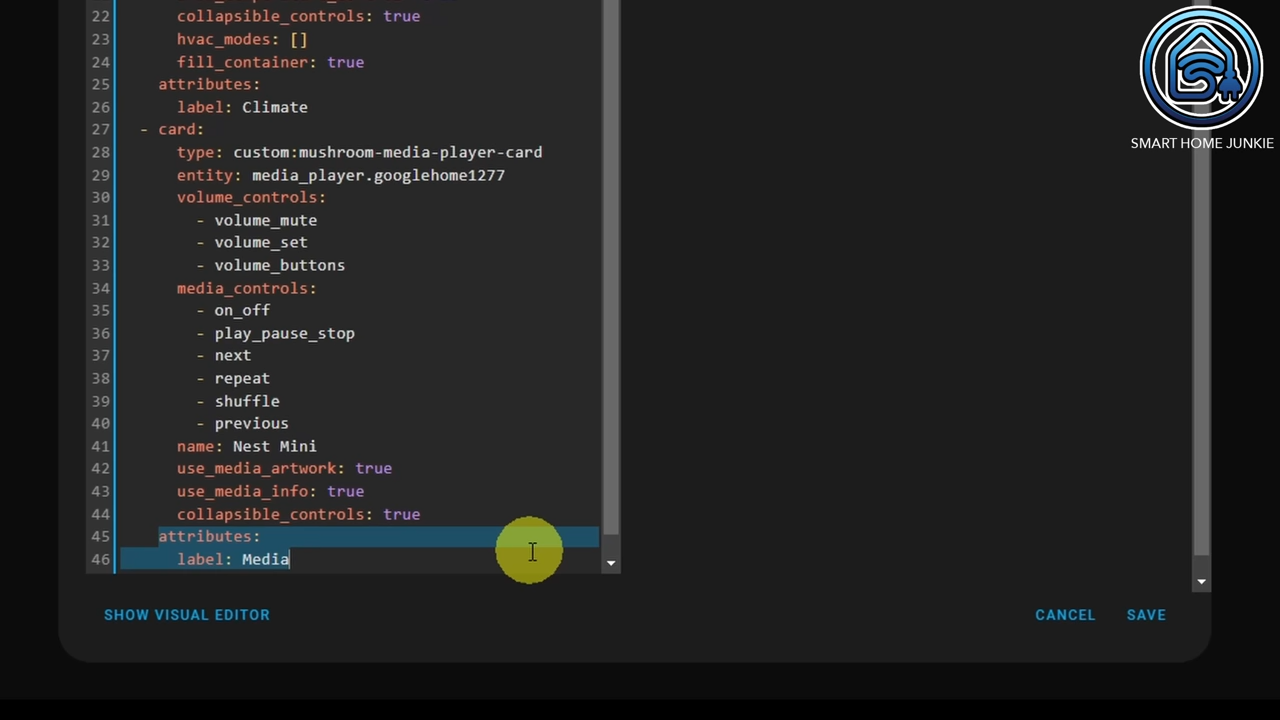 22 collapsible_controls: true
23 hvac_modes: []
24 fill_container: true
25 attributes:
26 label: Climate
27 - card:
28 type: custom:mushroom-media-player-card
29 entity: media_player.googlehome1277
30 volume_controls:
31 - volume_mute
32 - volume_set
33 - volume_buttons
34 media_controls:
35 - on_off
36 - play_pause_stop
37 - next
38 - repeat
39 - shuffle
40 - previous
41 name: Nest Mini
42 use_media_artwork: true
43 use_media_info: true
44 collapsible_controls: true
45 attributes:
46 label: Media
SMART HOME JUNKIE
SHOW VISUAL EDITOR
CANCEL
SAVE